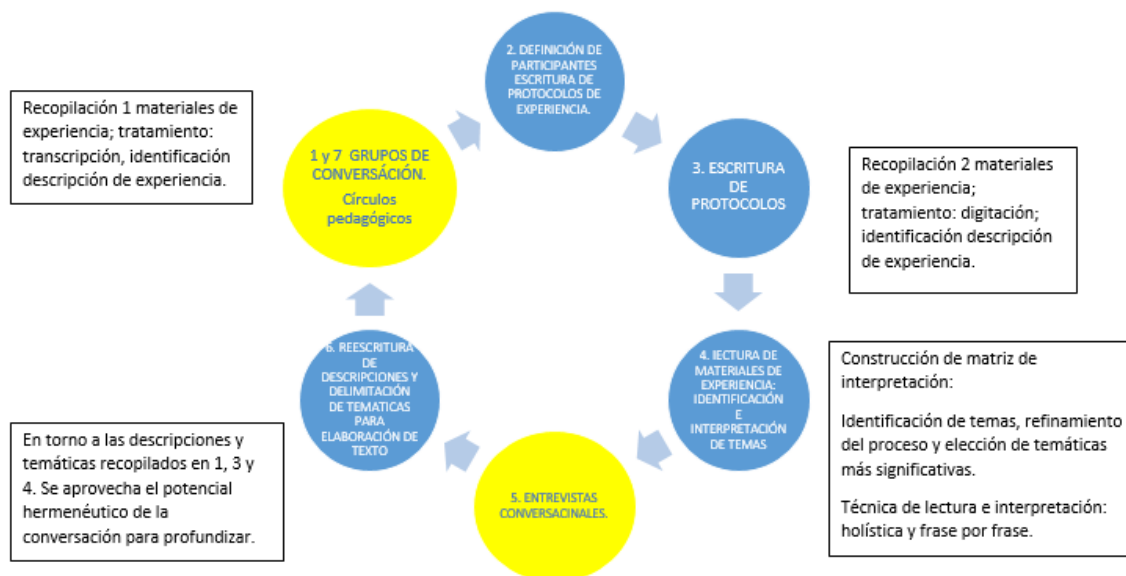 2. DEFINICIÓN DE
PARTICIPANTES
ESCRITURA DE
PROTOCOLOS DE
EXPERIENCIA.
Recopilación 1 materiales de
experiencia; tratamiento:
transcripción, identificación
descripción de experiencia.
1 y 7 GRUPOS DE
CONVERSÁCIÓN.
Círculos
pedagógicos
3. ESCRITURA
DE
PROTOCOLOS
Recopilación 2 materiales
de experiencia;
tratamiento: digitación;
identificación descripción
de experiencia.
6. REESCRITURA
DE
DESCRIPCIONES Y
DELIMITACIÓN
DE TEMATICAS
PARA
ELABORACIÓN DE
TEXTO
4. lECTURA DE
MATERIALES DE
EXPERIENCIA:
IDENTIFICACIÓN
E
INTERPRETACIÓN
DE TEMAS
Construcción de matriz de
interpretación:
Identificación de temas, refinamiento
del proceso y elección de temáticas
más significativas.
Técnica de lectura e interpretación:
holística y frase por frase.
En torno a las descripciones y
temáticas recopilados en 1, 3 y
4. Se aprovecha el potencial
hermenéutico de la
conversación para profundizar.
5. ENTREVISTAS
CONVERSACINALES.